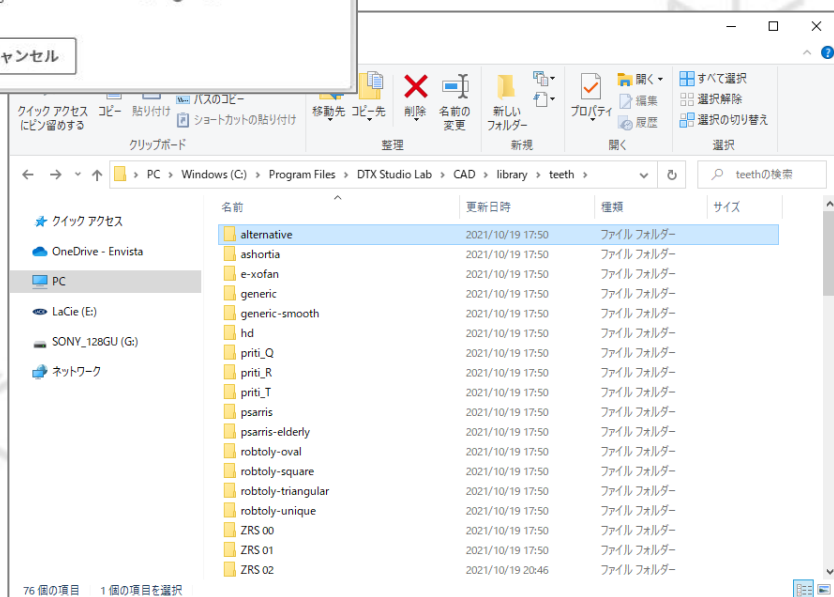 ャンセル
パスのコピー
ショートカットの貼り付け
クイック アクセス
にピン留めする
コピー
貼り付け
クリップボード
移動先
コピー先
削除
名前の
変更
整理
新しい
フォルダー
新規
プロパティ
開く
編集
履歴
開く
すべて選択
選択解除
選択の切り替え
選択
PC › Windows (C:) › Program Files › DTX Studio Lab › CAD › library › teeth ›
teethの検索
クイック アクセス
OneDrive - Envista
PC
LaCie (E:)
SONY_128GU (G:)
ネットワーク
名前 更新日時 種類 サイズ
alternative 2021/10/19 17:50 ファイル フォルダー
ashortia 2021/10/19 17:50 ファイル フォルダー
e-xofan 2021/10/19 17:50 ファイル フォルダー
generic 2021/10/19 17:50 ファイル フォルダー
generic-smooth 2021/10/19 17:50 ファイル フォルダー
hd 2021/10/19 17:50 ファイル フォルダー
priti_Q 2021/10/19 17:50 ファイル フォルダー
priti_R 2021/10/19 17:50 ファイル フォルダー
priti_T 2021/10/19 17:50 ファイル フォルダー
psarris 2021/10/19 17:50 ファイル フォルダー
psarris-elderly 2021/10/19 17:50 ファイル フォルダー
robtoly-oval 2021/10/19 17:50 ファイル フォルダー
robtoly-square 2021/10/19 17:50 ファイル フォルダー
robtoly-triangular 2021/10/19 17:50 ファイル フォルダー
robtoly-unique 2021/10/19 17:50 ファイル フォルダー
ZRS 00 2021/10/19 17:50 ファイル フォルダー
ZRS 01 2021/10/19 17:50 ファイル フォルダー
ZRS 02 2021/10/19 20:46 ファイル フォルダー
76 個の項目 1 個の項目を選択